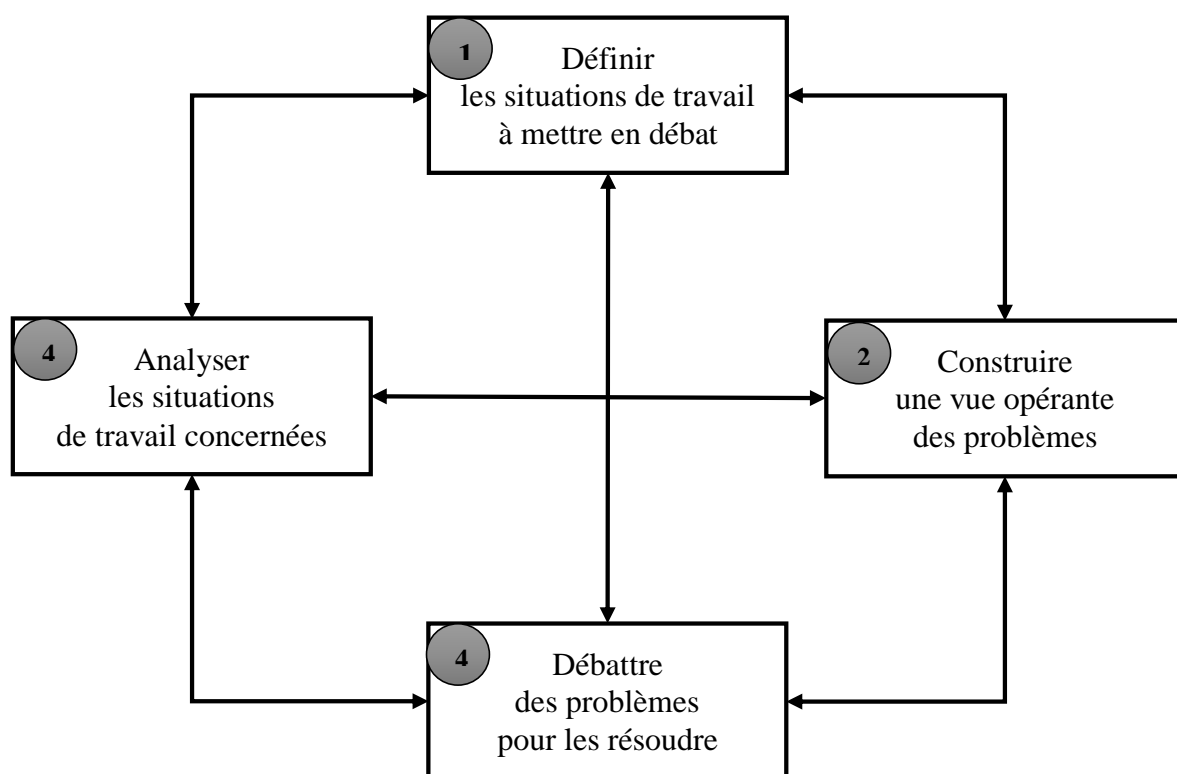 1
Définir
les situations de travail
à mettre en débat
4
Analyser
les situations
de travail concernées
2
Construire
une vue opérante
des problèmes
4
Débattre
des problèmes
pour les résoudre